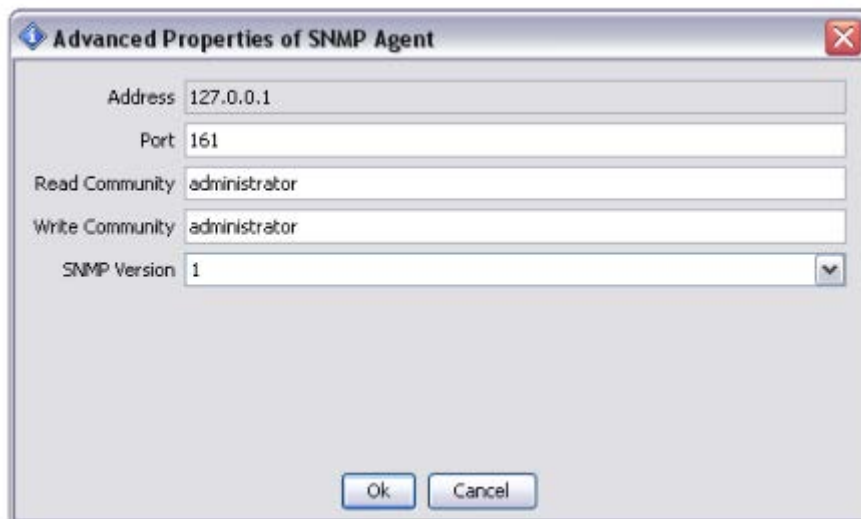 Advanced Properties of SNMP Agent
Address 127.0.0.1
Port 161
Read Community administrator
Write Community administrator
SNMP Version 1
Ok Cancel